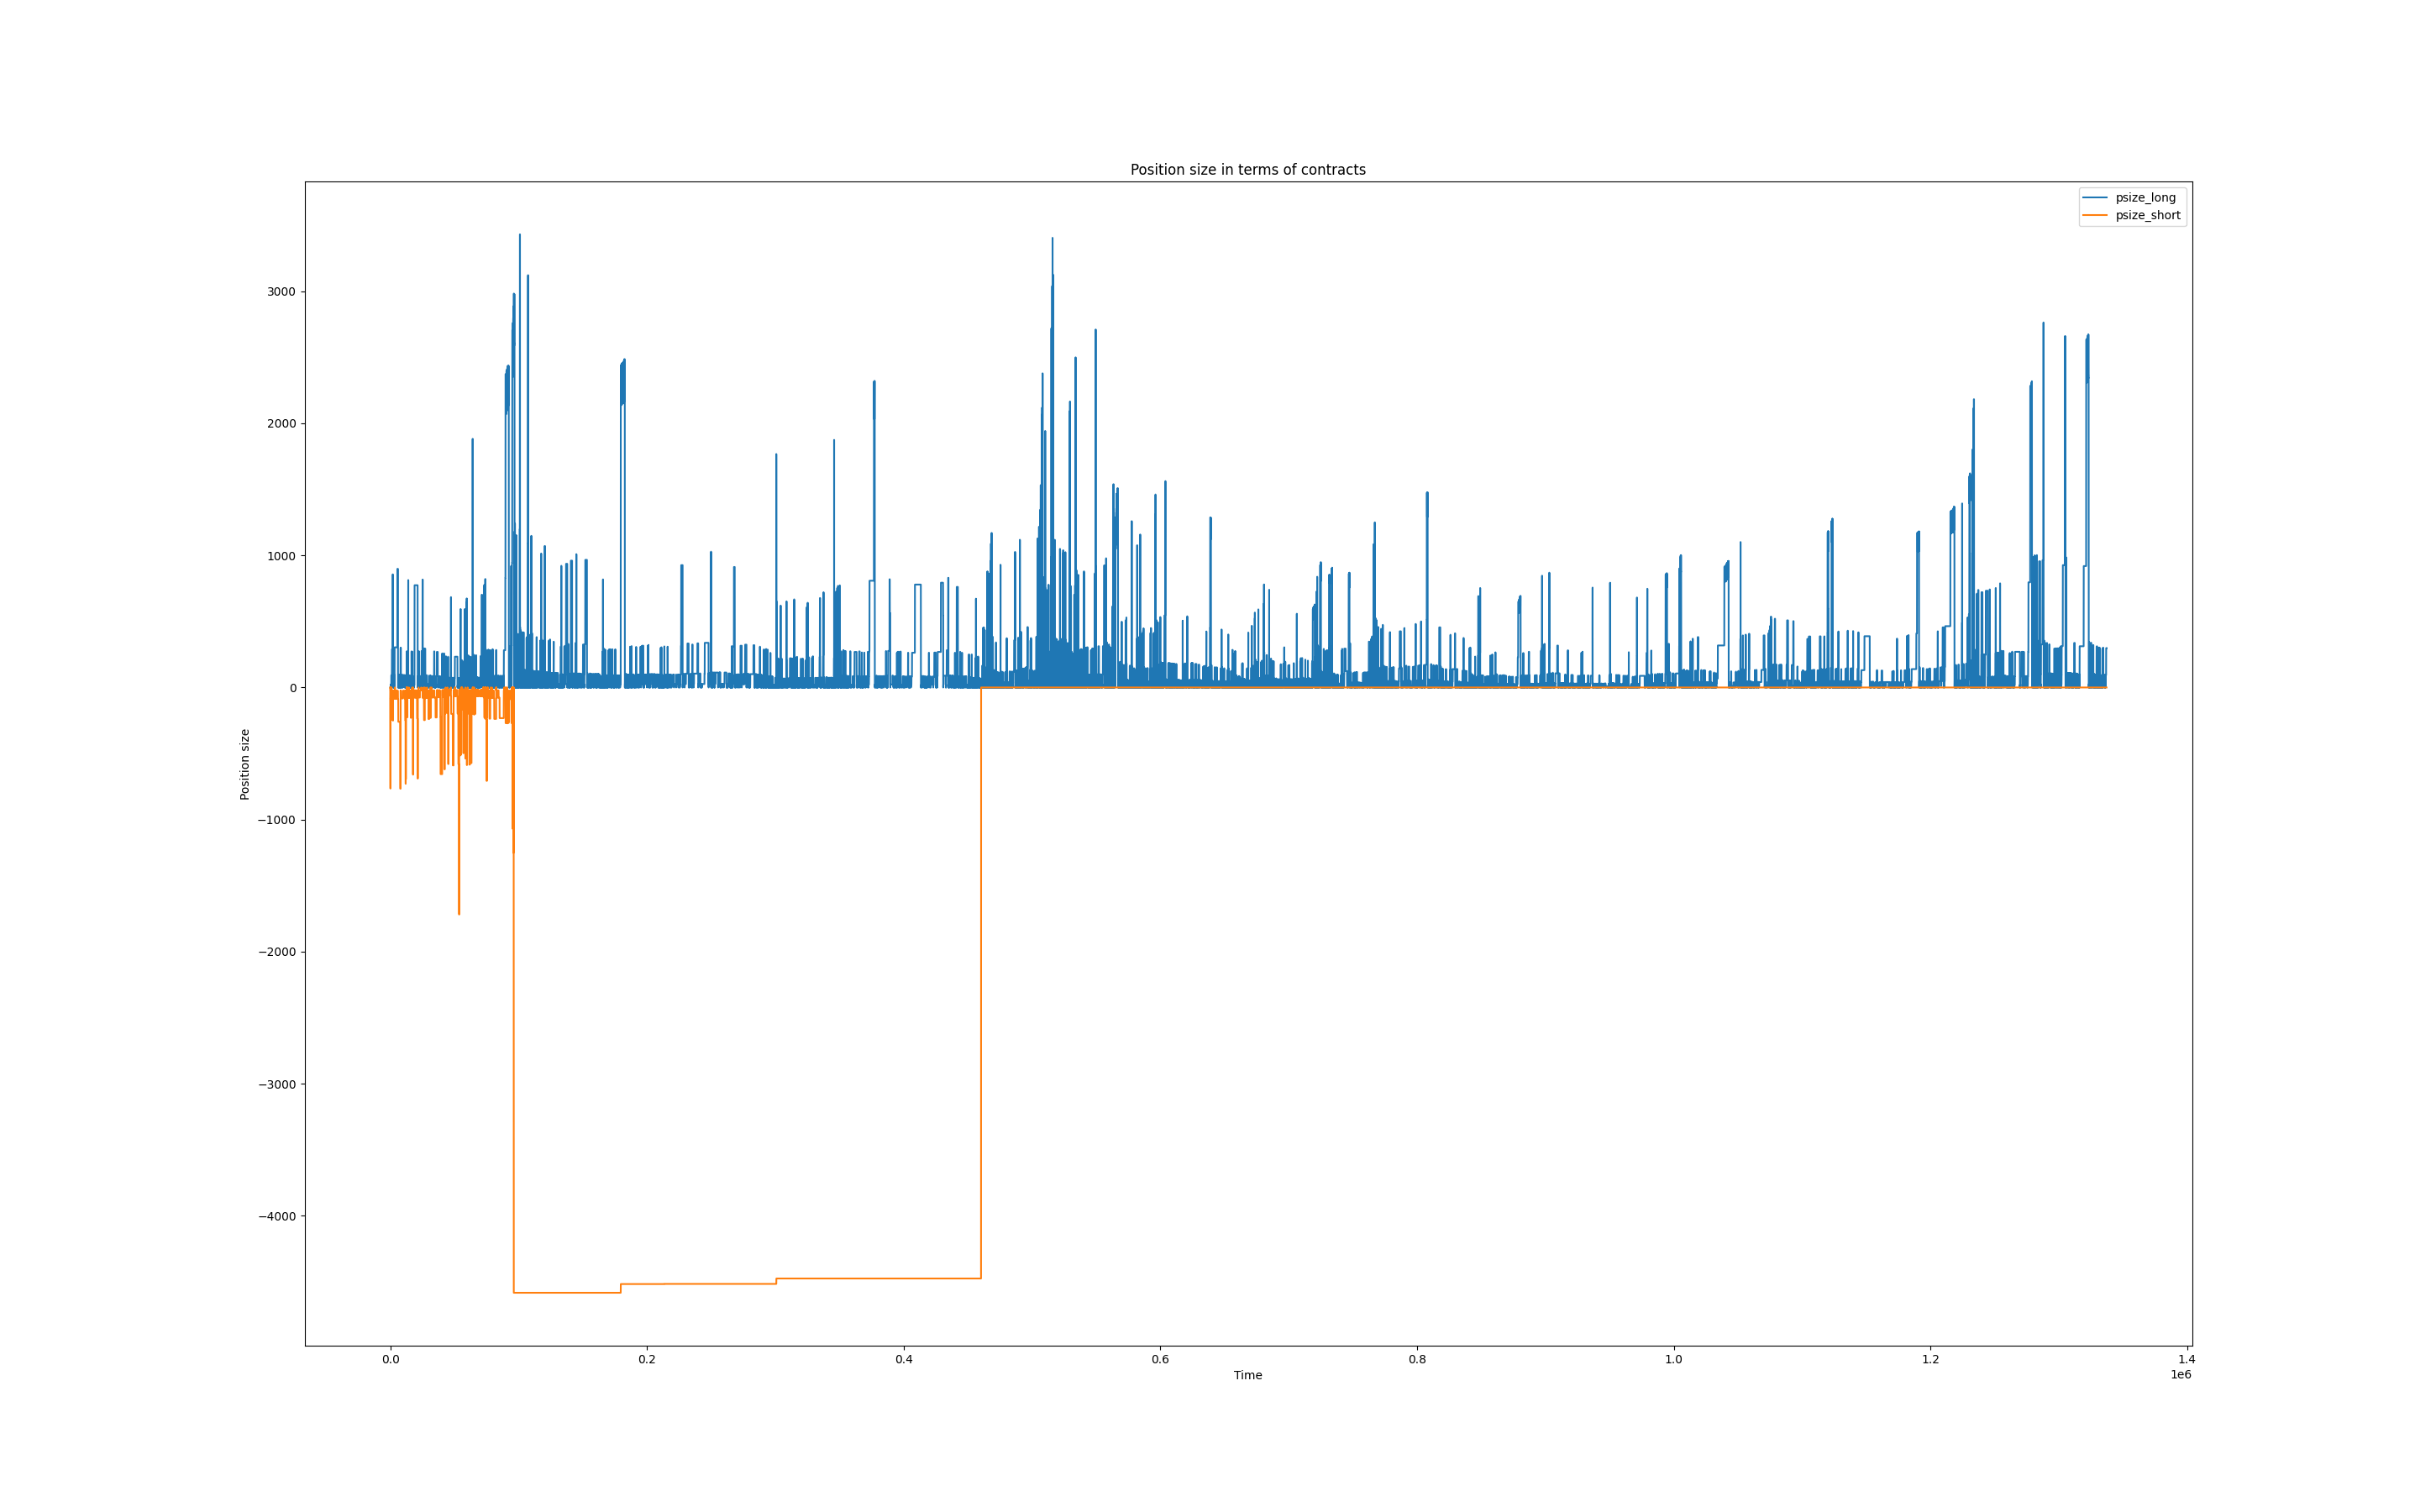 Position size in terms of contracts
psize_long
psize_short
Position size
3000
2000
1000
0
−1000
−2000
−3000
−4000
0.0 0.2 0.4 0.6 0.8 1.0 1.2 1.4
1e6
Time